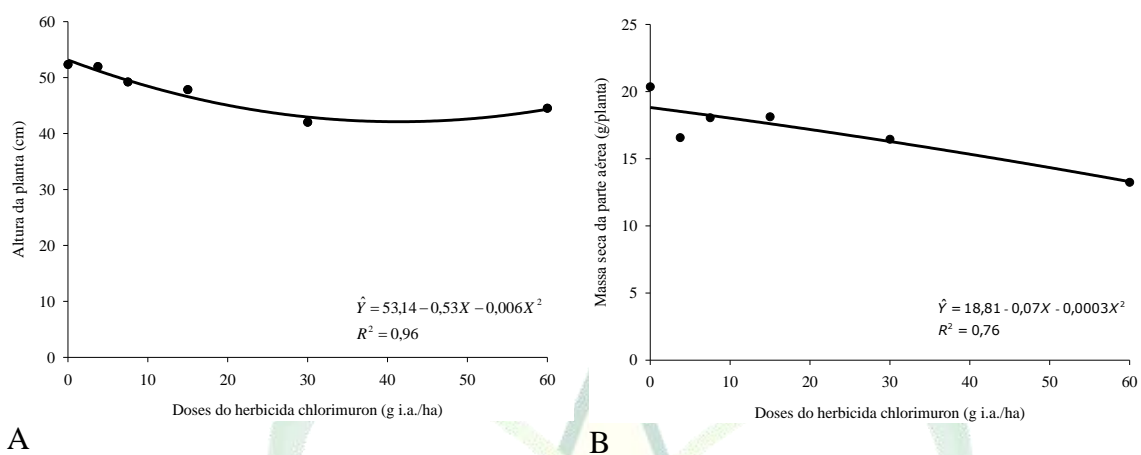 60
50
40
30
20
10
0
Altura da planta (cm)
Ŷ = 53,14 − 0,53X − 0,006X²
R² = 0,96
0 10 20 30 40 50 60
Doses do herbicida chlorimuron (g i.a./ha)
A
25
20
15
10
5
0
Massa seca da parte aérea (g/planta)
Ŷ = 18,81 - 0,07X - 0,0003X²
R² = 0,76
0 10 20 30 40 50 60
Doses do herbicida chlorimuron (g i.a./ha)
B